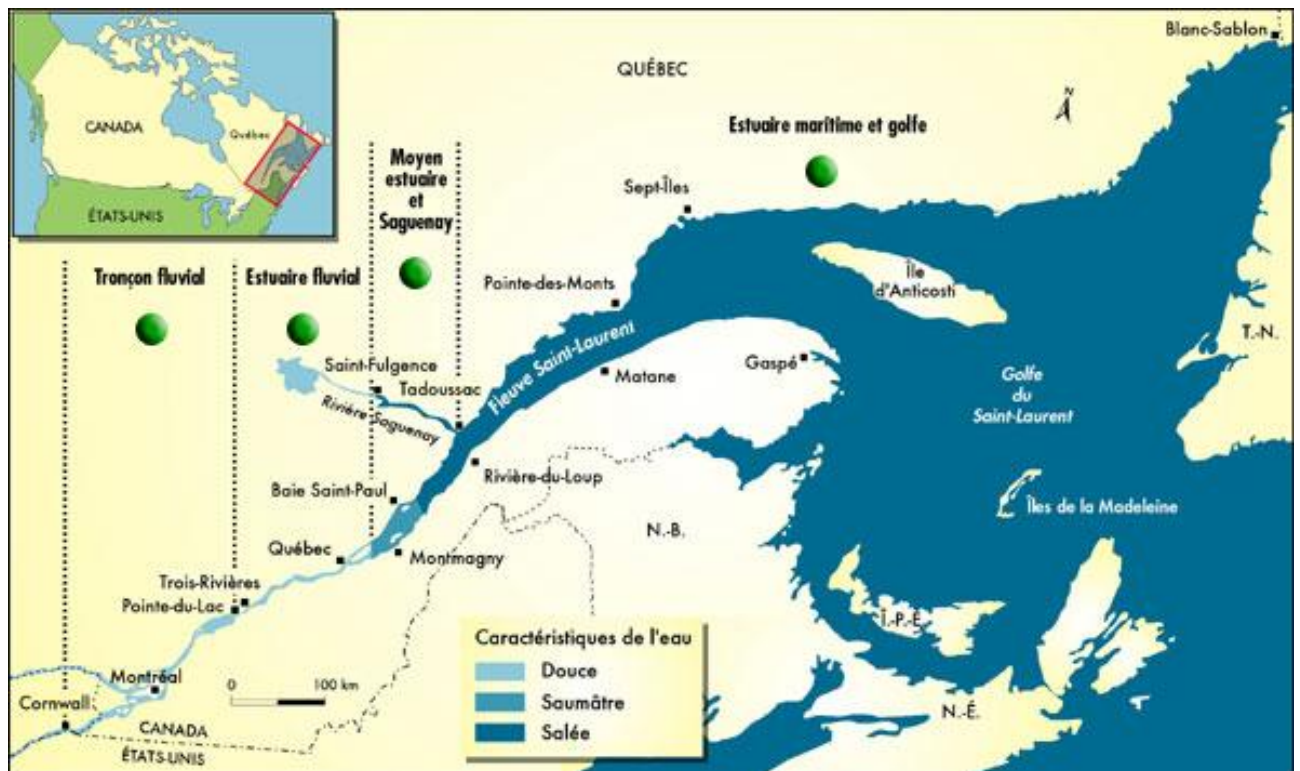 CANADA
Québec
ÉTATS-UNIS
Blanc-Sablon
QUÉBEC
N
Estuaire maritime et golfe
Moyen
estuaire
et
Saguenay
Sept-Îles
Tronçon fluvial
Estuaire fluvial
Pointe-des-Monts
Île
d'Anticosti
T.-N.
Fleuve Saint-Laurent
Saint-Fulgence
Tadoussac
Rivière Saguenay
Matane
Gaspé
Golfe
du
Saint-Laurent
Rivière-du-Loup
Baie Saint-Paul
Îles de la Madeleine
N.-B.
Québec
Montmagny
Trois-Rivières
Pointe-du-Lac
Î.-P.-É.
Caractéristiques de l'eau
Douce
Saumâtre
Salée
Montréal
0 100 km
Cornwall
N.-É.
CANADA
ÉTATS-UNIS